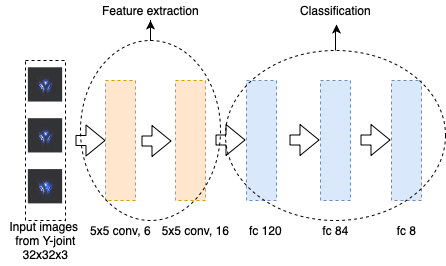 Feature extraction
Classification
Input images
from Y-joint
32x32x3
5x5 conv, 6
5x5 conv, 16
fc 120
fc 84
fc 8